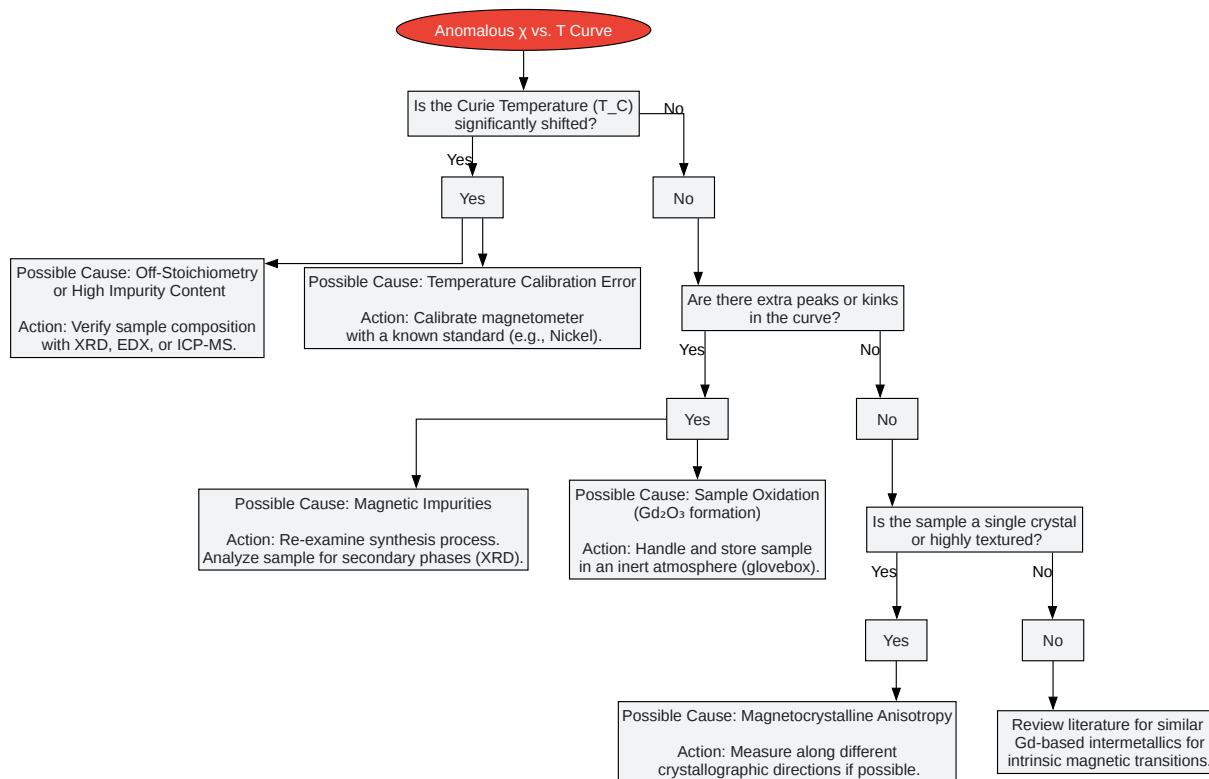 Anomalous χ vs. T Curve
Is the Curie Temperature (T_C)
significantly shifted?
No
Yes
Yes
No
Possible Cause: Off-Stoichiometry
or High Impurity Content
Action: Verify sample composition
with XRD, EDX, or ICP-MS.
Possible Cause: Temperature Calibration Error
Action: Calibrate magnetometer
with a known standard (e.g., Nickel).
Are there extra peaks or kinks
in the curve?
Yes
No
Yes
No
Possible Cause: Magnetic Impurities
Action: Re-examine synthesis process.
Analyze sample for secondary phases (XRD).
Possible Cause: Sample Oxidation
(Gd₂O₃ formation)
Action: Handle and store sample
in an inert atmosphere (glovebox).
Is the sample a single crystal
or highly textured?
Yes
No
Yes
No
Possible Cause: Magnetocrystalline Anisotropy
Action: Measure along different
crystallographic directions if possible.
Review literature for similar
Gd-based intermetallics for
intrinsic magnetic transitions.